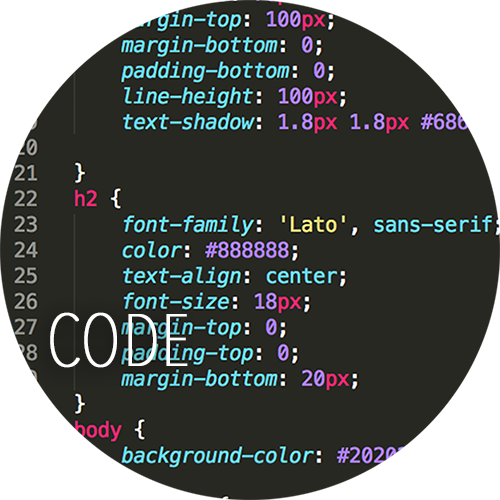 margin-top: 100px;
margin-bottom: 0;
padding-bottom: 0;
line-height: 100px;
text-shadow: 1.8px 1.8px #686
20
21 }
22 h2 {
23 font-family: 'Lato', sans-serif;
24 color: #888888;
25 text-align: center;
26 font-size: 18px;
27 margin-top: 0;
28 padding-top: 0;
CODE
margin-bottom: 20px;
}
body {
background-color: #2020